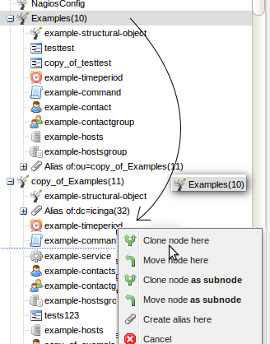 NagiosConfig
Examples(10)
example-structural-object
testtest
copy_of_testtest
example-timeperiod
example-command
example-contact
example-contactgroup
example-hosts
example-hostsgroup
Alias of:ou=copy_of_Examples(11)
Examples(10)
copy_of_Examples(11)
example-structural-object
Alias of:dc=icinga(32)
example-timeperiod
example-comman
example-service
example-contacts
example-contactg
example-hostsgro
tests123
example-hosts
Clone node here
Move node here
Clone node as subnode
Move node as subnode
Create alias here
Cancel